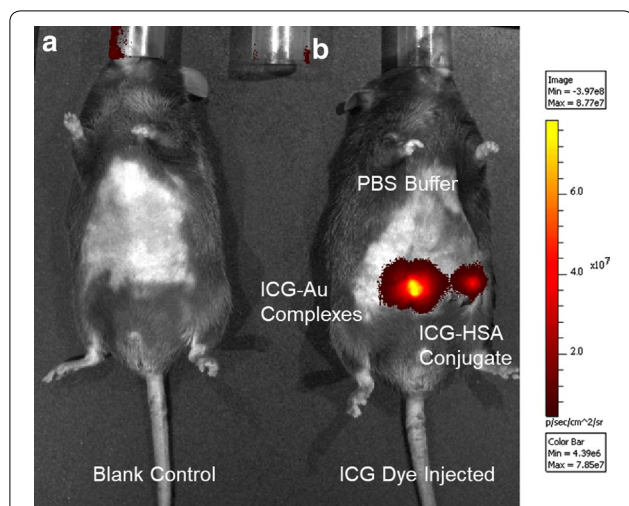 a
b
Image
Min = -3.97e8
Max = 8.77e7
PBS Buffer
6.0
ICG-Au
Complexes
4.0
x10⁷
ICG-HSA
Conjugate
2.0
p/sec/cm^2/sr
Color Bar
Min = 4.39e6
Max = 7.85e7
Blank Control
ICG Dye Injected